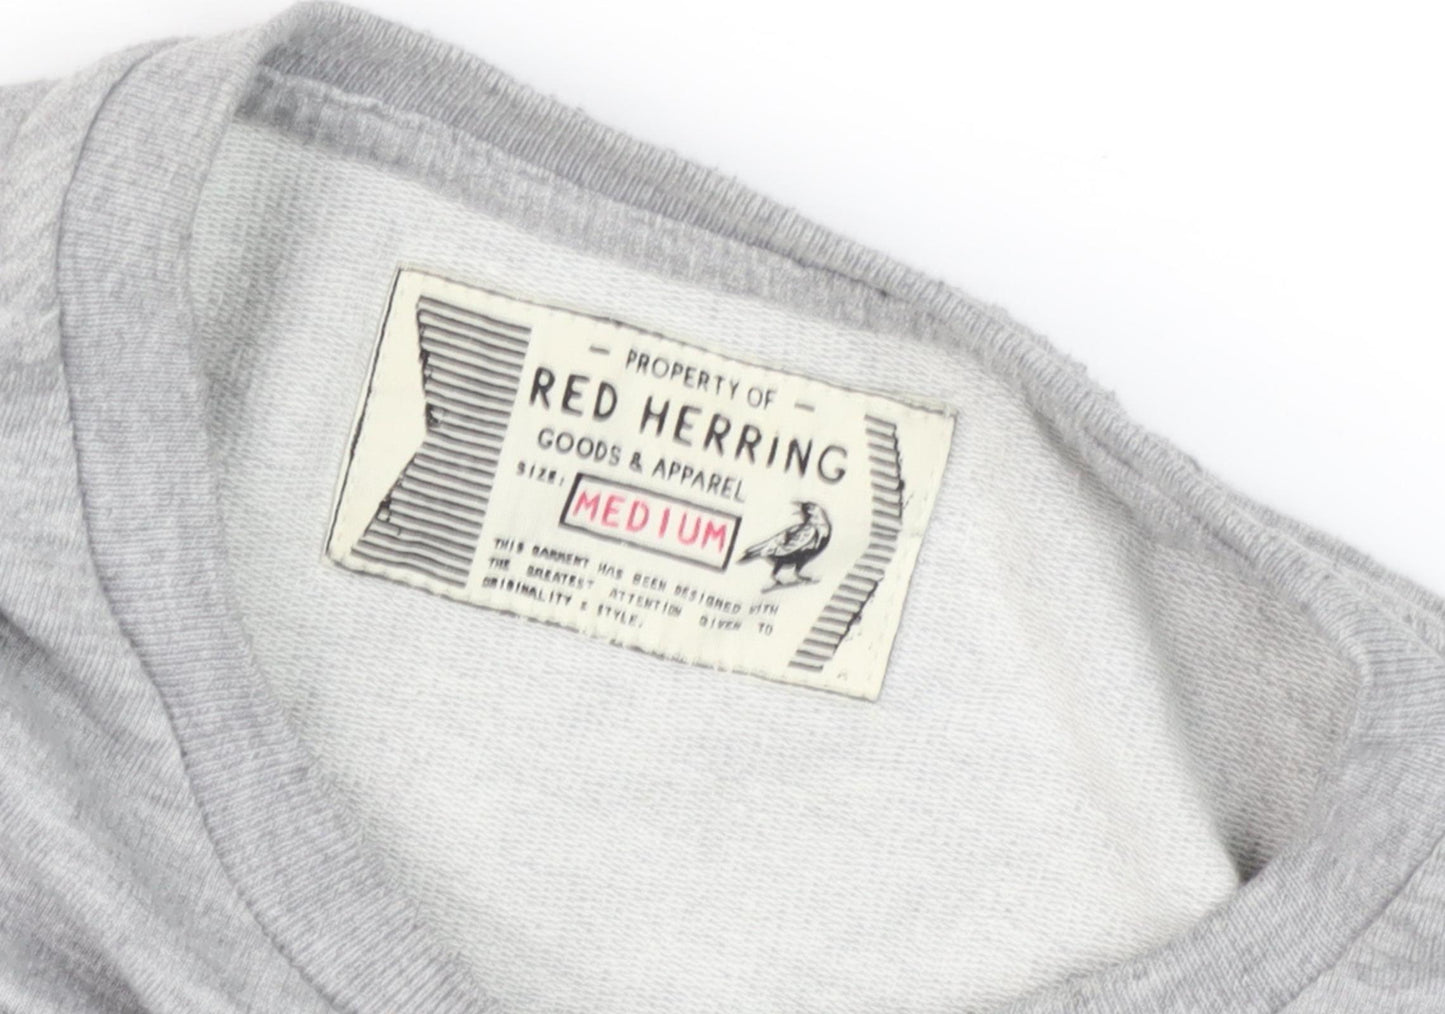 — PROPERTY OF —
RED HERRING
GOODS & APPAREL
SIZE: MEDIUM
THIS GARMENT HAS BEEN DESIGNED WITH
THE GREATEST ATTENTION GIVEN TO
ORIGINALITY & STYLE.